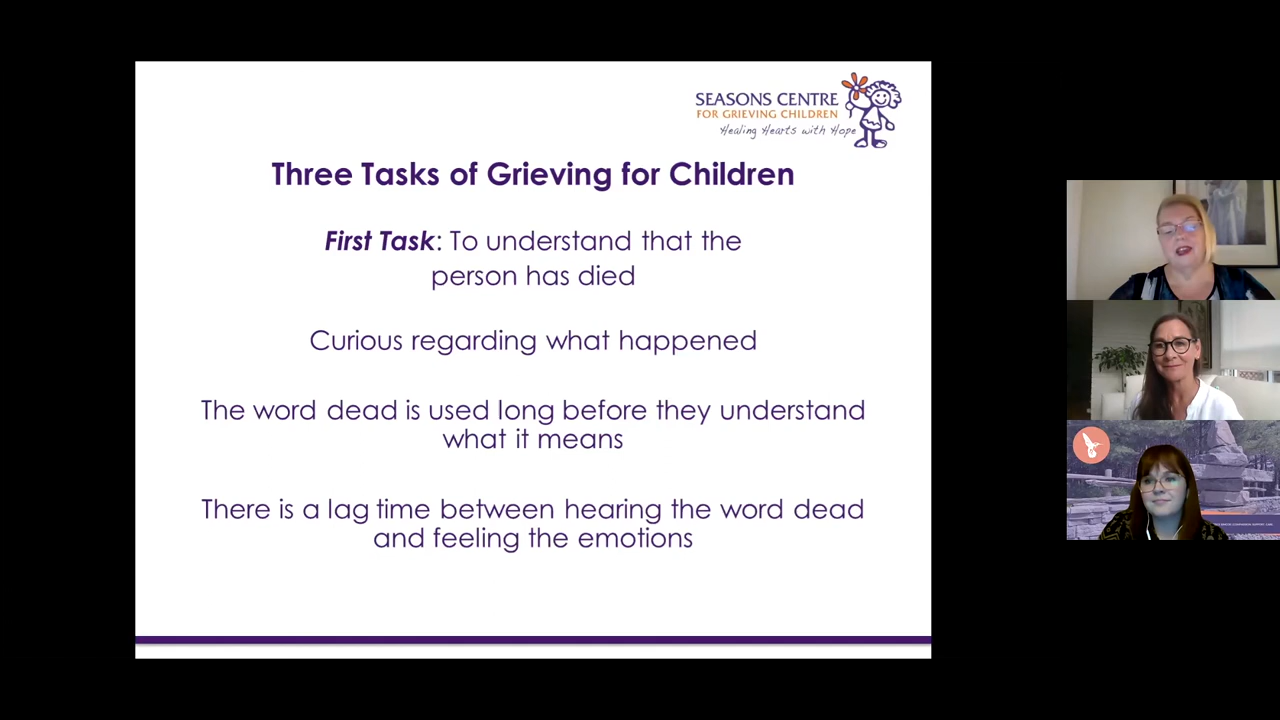 SEASONS CENTRE
FOR GRIEVING CHILDREN
Healing Hearts with Hope
Three Tasks of Grieving for Children
First Task: To understand that the
person has died
Curious regarding what happened
The word dead is used long before they understand
what it means
There is a lag time between hearing the word dead
and feeling the emotions